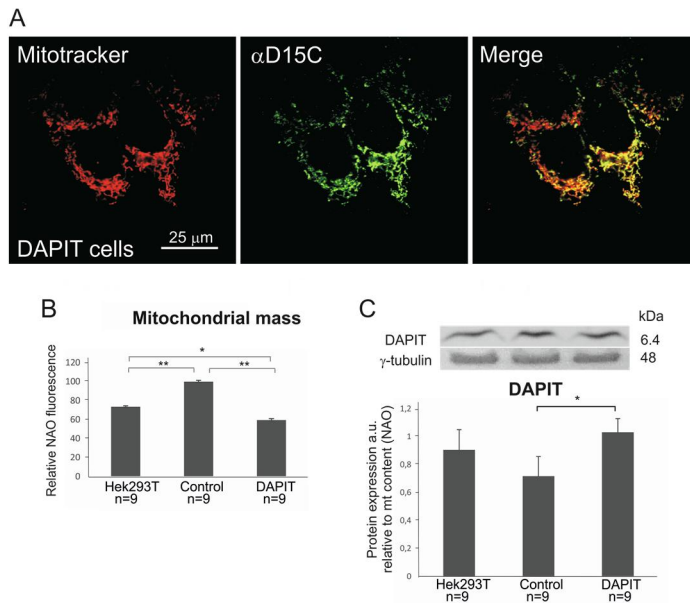 A
Mitotracker
αD15C
Merge
DAPIT cells
25 μm
B
Mitochondrial mass
Relative NAO fluorescence
120
100
80
60
40
20
0
*
** **
Hek293T Control DAPIT
n=9 n=9 n=9
C
kDa
DAPIT 6.4
γ-tubulin 48
DAPIT
Protein expression a.u.
relative to mt content (NAO)
1,2
1
0,8
0,6
0,4
0,2
0
*
Hek293T Control DAPIT
n=9 n=9 n=9